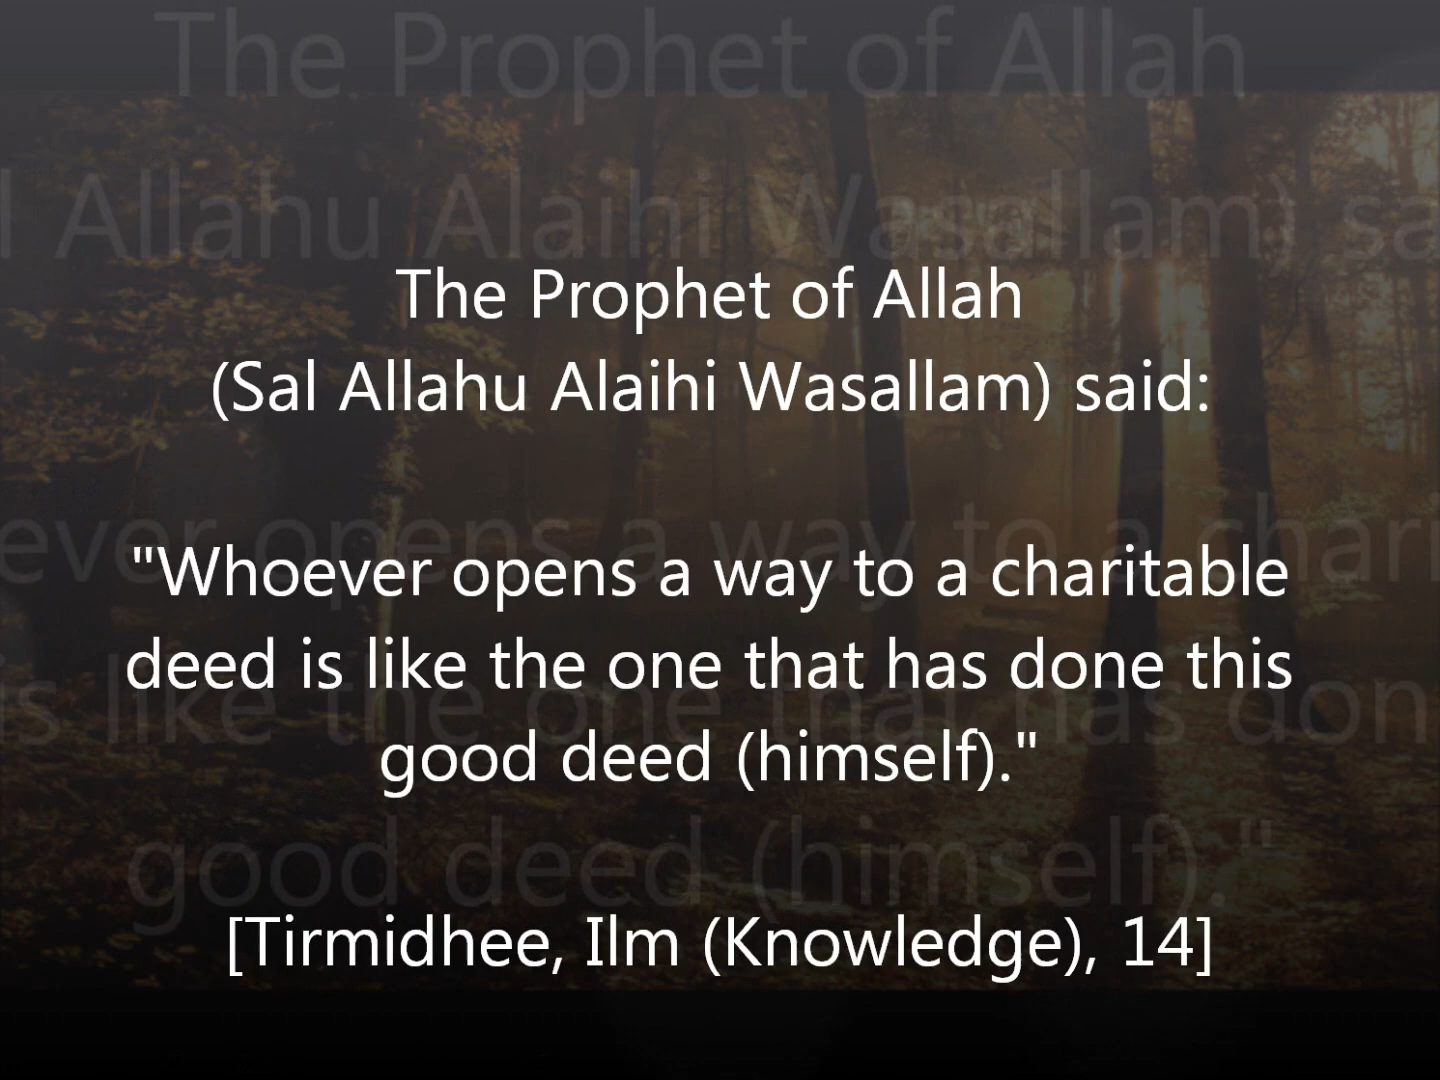 The Prophet of Allah
(Sal Allahu Alaihi Wasallam) said:
"Whoever opens a way to a charitable
deed is like the one that has done this
good deed (himself)."
[Tirmidhee, Ilm (Knowledge), 14]